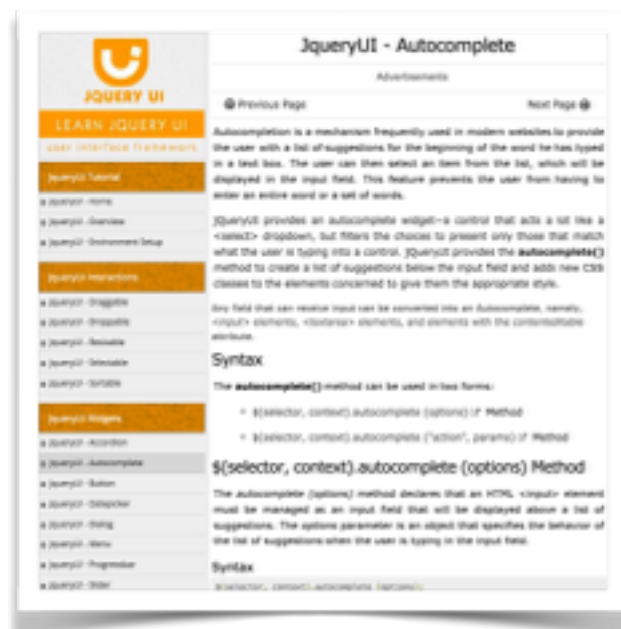 JQUERY UI
LEARN JQUERY UI
user interface framework
JqueryUI Tutorial
JqueryUI - Home
JqueryUI - Overview
JqueryUI - Environment Setup
JqueryUI Interactions
JqueryUI - Draggable
JqueryUI - Droppable
JqueryUI - Resizable
JqueryUI - Selectable
JqueryUI - Sortable
JqueryUI Widgets
JqueryUI - Accordion
JqueryUI - Autocomplete
JqueryUI - Button
JqueryUI - Datepicker
JqueryUI - Dialog
JqueryUI - Menu
JqueryUI - Progressbar
JqueryUI - Slider
JqueryUI - Autocomplete
Advertisements
Previous Page
Next Page
Autocompletion is a mechanism frequently used in modern websites to provide
the user with a list of suggestions for the beginning of the word he has typed
in a text box. The user can then select an item from the list, which will be
displayed in the input field. This feature prevents the user from having to
enter an entire word or a set of words.
JQueryUI provides an autocomplete widget—a control that acts a lot like a
<select> dropdown, but filters the choices to present only those that match
what the user is typing into a control. jQueryUI provides the autocomplete()
method to create a list of suggestions below the input field and adds new CSS
classes to the elements concerned to give them the appropriate style.
Any field that can receive input can be converted into an Autocomplete, namely,
<input> elements, <textarea> elements, and elements with the contenteditable
attribute.
Syntax
The autocomplete() method can be used in two forms:
$(selector, context).autocomplete (options) Method
$(selector, context).autocomplete ("action", params) Method
$(selector, context).autocomplete (options) Method
The autocomplete (options) method declares that an HTML <input> element
must be managed as an input field that will be displayed above a list of
suggestions. The options parameter is an object that specifies the behavior of
the list of suggestions when the user is typing in the input field.
Syntax
$(selector, context).autocomplete (options);